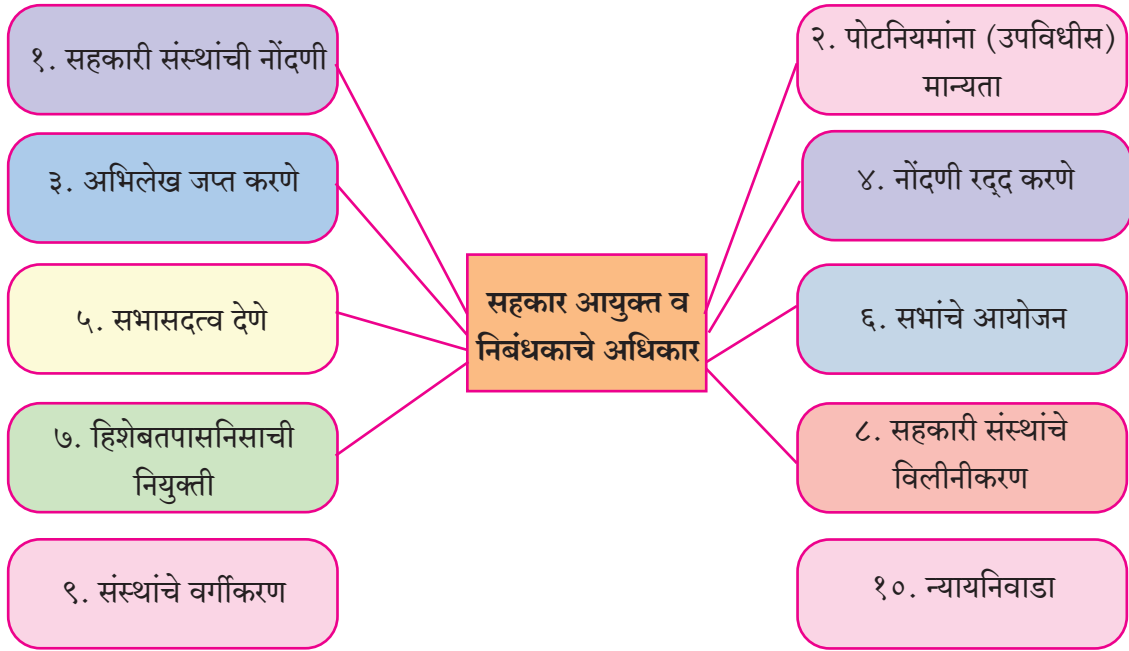 १. सहकारी संस्थांची नोंदणी
२. पोटनियमांना (उपविधीस)
मान्यता
३. अभिलेख जप्त करणे
४. नोंदणी रद्द करणे
सहकार आयुक्त व
निबंधकाचे अधिकार
५. सभासदत्व देणे
६. सभांचे आयोजन
७. हिशेबतपासनिसाची
नियुक्ती
८. सहकारी संस्थांचे
विलीनीकरण
९. संस्थांचे वर्गीकरण
१०. न्यायनिवाडा